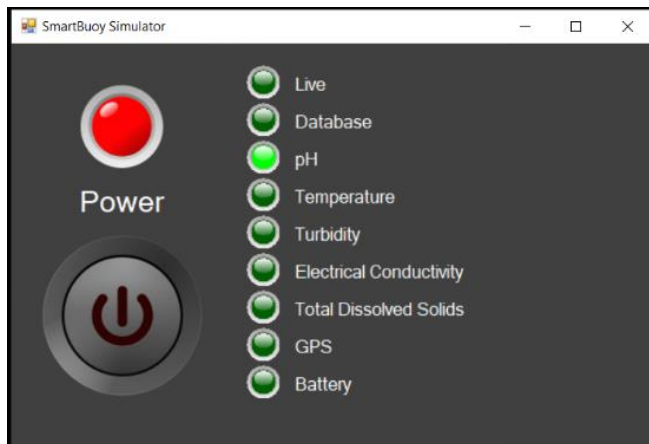 SmartBuoy Simulator
Live
Database
pH
Power
Temperature
Turbidity
Electrical Conductivity
Total Dissolved Solids
GPS
Battery